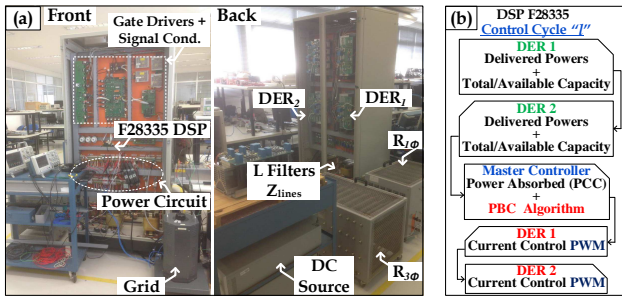 (a)
Front
Gate Drivers +
Signal Cond.
F28335 DSP
Power Circuit
Grid
Back
DER2
DER1
R1Φ
L Filters
Zlines
DC
Source
R3Φ
(b)
DSP F28335
Control Cycle "l"
DER 1
Delivered Powers
+
Total/Available Capacity
DER 2
Delivered Powers
+
Total/Available Capacity
Master Controller
Power Absorbed (PCC)
+
PBC Algorithm
DER 1
Current Control PWM
DER 2
Current Control PWM